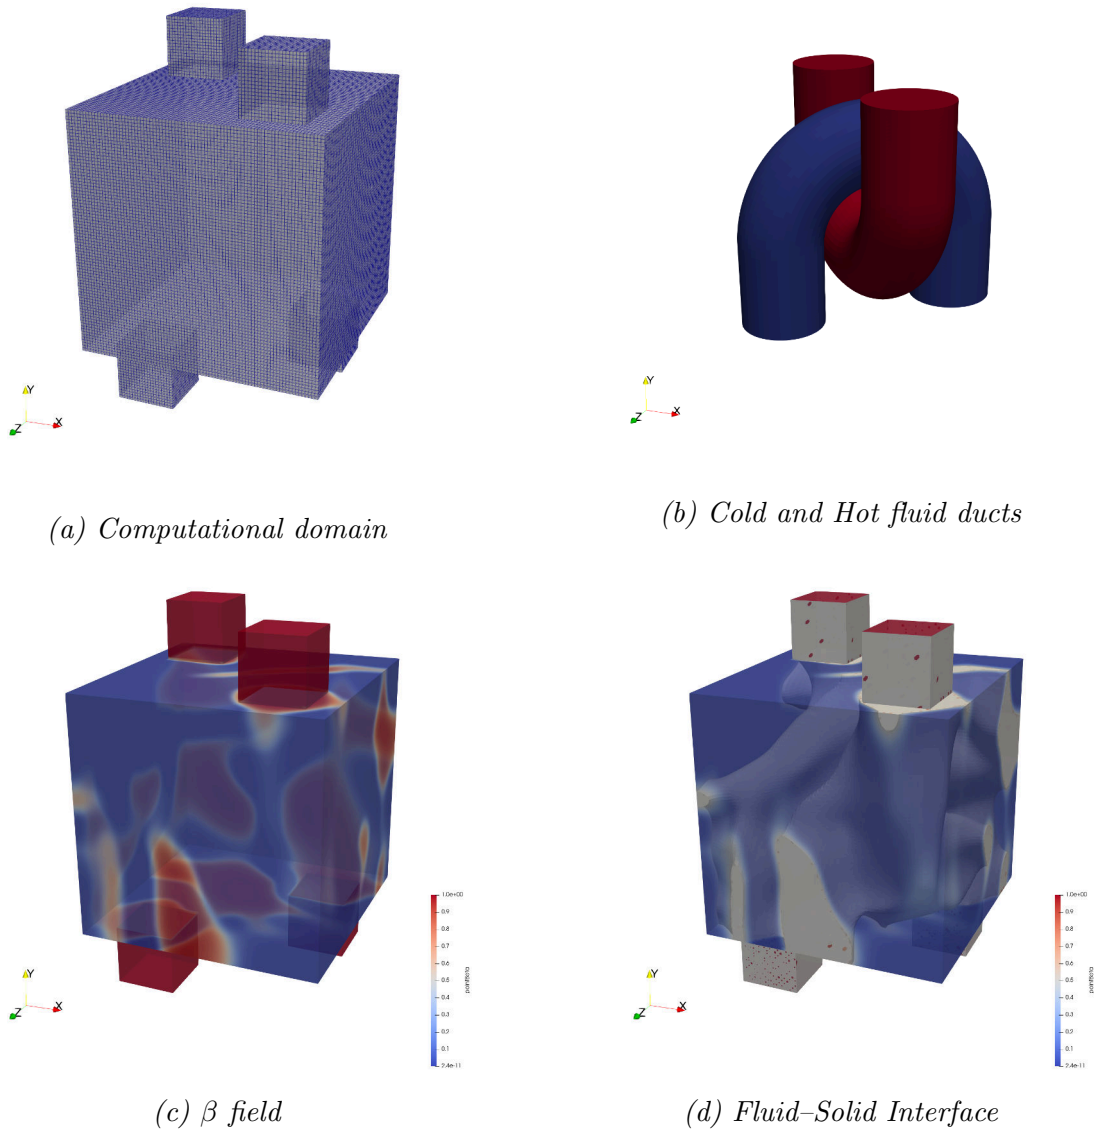 Y
X
Z
Y
X
Z
(a) Computational domain
(b) Cold and Hot fluid ducts
1.0e+00
0.9
0.8
0.7
0.6
0.5
0.4
0.3
0.2
0.1
2.4e-11
pointBeta
Y
X
Z
1.0e+00
0.9
0.8
0.7
0.6
0.5
0.4
0.3
0.2
0.1
2.4e-11
pointBeta
Y
X
Z
(c) β field
(d) Fluid–Solid Interface